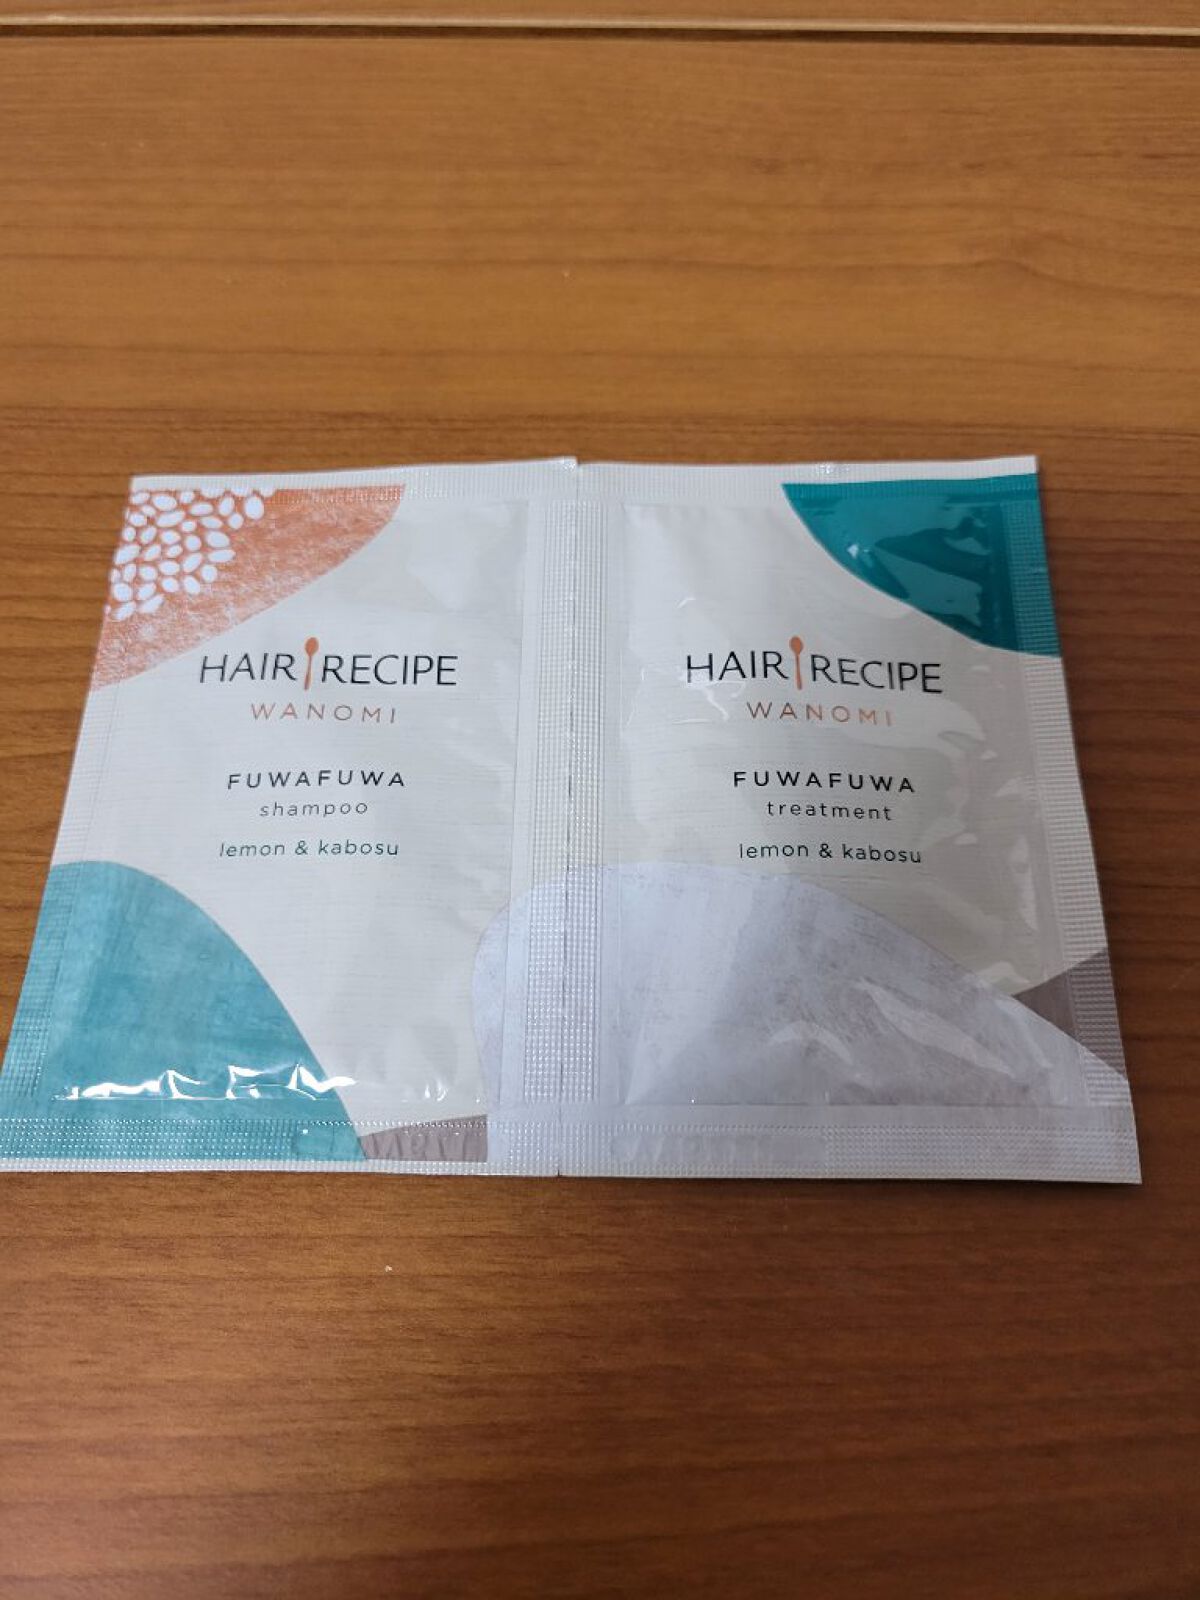 HAIR RECIPE
WANOMI
FUWAFUWA
shampoo
lemon & kabosu
HAIR RECIPE
WANOMI
FUWAFUWA
treatment
lemon & kabosu